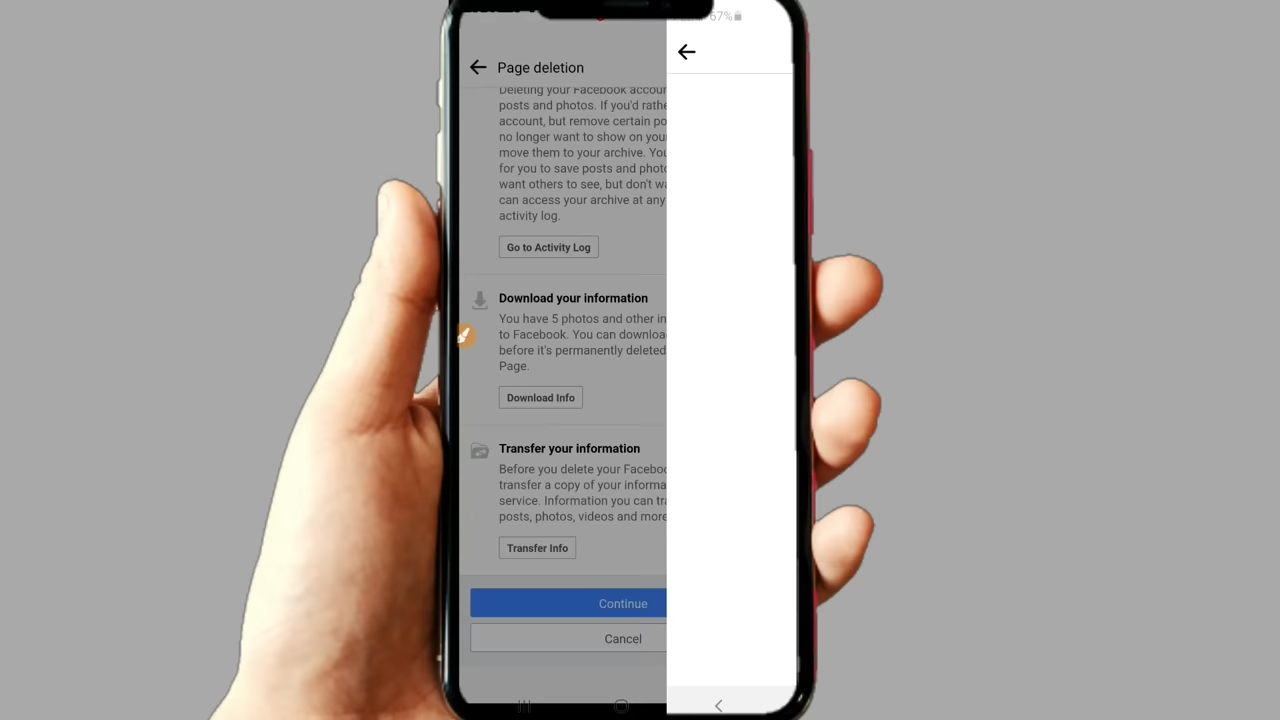 67%
Page deletion
Deleting your Facebook accour
posts and photos. If you'd rathe
account, but remove certain po
no longer want to show on your
move them to your archive. You
for you to save posts and photo
want others to see, but don't wa
can access your archive at any
activity log.
Go to Activity Log
Download your information
You have 5 photos and other in
to Facebook. You can downloa
before it's permanently deleted
Page.
Download Info
Transfer your information
Before you delete your Faceboo
transfer a copy of your informa
service. Information you can tra
posts, photos, videos and more
Transfer Info
Continue
Cancel